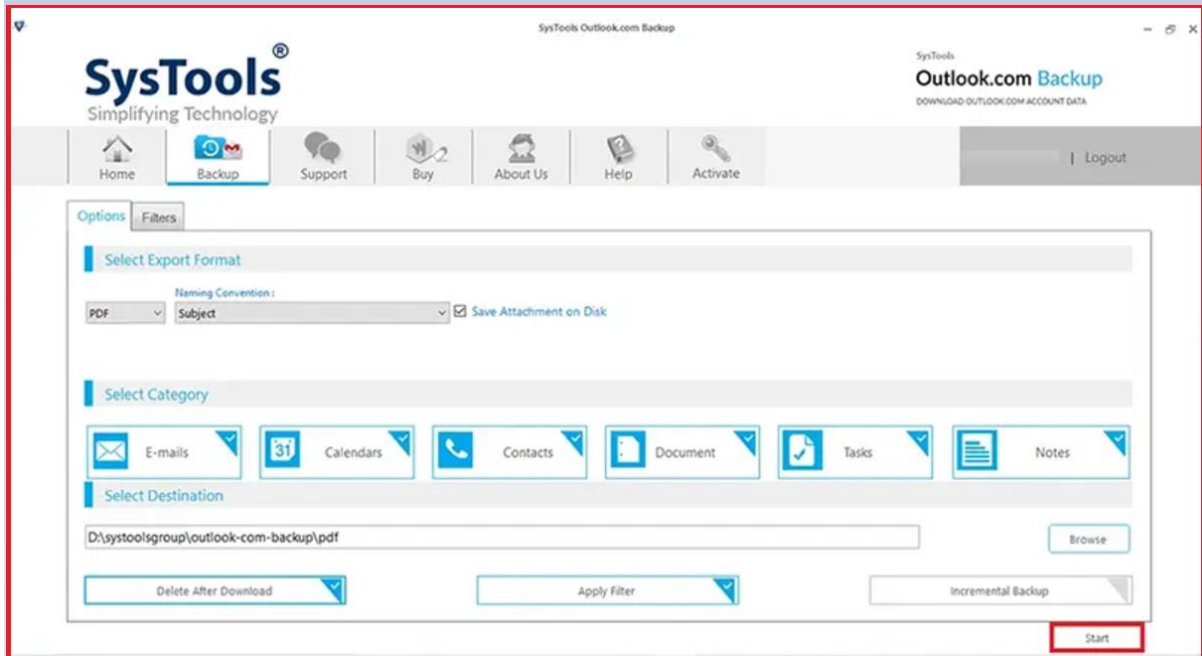 SysTools Outlook.com Backup
SysTools®
Simplifying Technology
SysTools
Outlook.com Backup
DOWNLOAD OUTLOOK.COM ACCOUNT DATA
Home Backup Support Buy About Us Help Activate | Logout
Options Filters
Select Export Format
Naming Convention :
PDF Subject Save Attachment on Disk
Select Category
E-mails 31 Calendars Contacts Document Tasks Notes
Select Destination
D:\systoolsgroup\outlook-com-backup\pdf Browse
Delete After Download Apply Filter Incremental Backup
Start